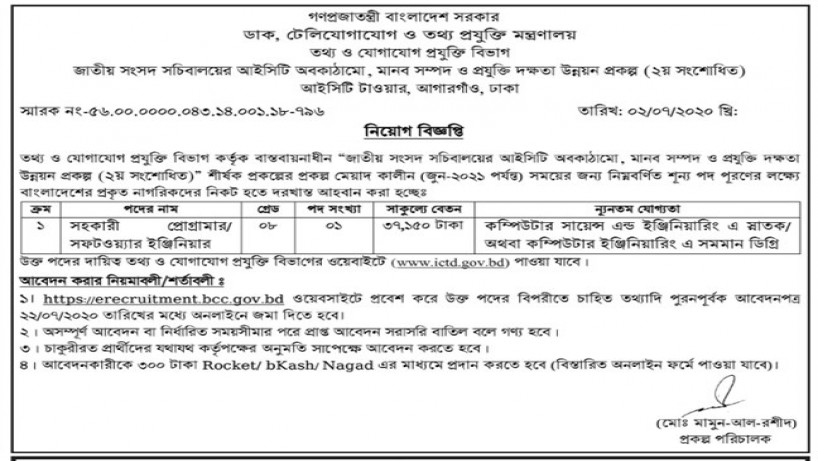 গণপ্রজাতন্ত্রী বাংলাদেশ সরকার
ডাক, টেলিযোগাযোগ ও তথ্য প্রযুক্তি মন্ত্রণালয়
তথ্য ও যোগাযোগ প্রযুক্তি বিভাগ
জাতীয় সংসদ সচিবালয়ের আইসিটি অবকাঠামো, মানব সম্পদ ও প্রযুক্তি দক্ষতা উন্নয়ন প্রকল্প (২য় সংশোধিত)
আইসিটি টাওয়ার, আগারগাঁও, ঢাকা
স্মারক নং-৫৬.০০.০০০০.০৪৩.১৪.০০১.১৮-৭৯৬ তারিখ: ০২/০৭/২০২০ খ্রি:
নিয়োগ বিজ্ঞপ্তি
তথ্য ও যোগাযোগ প্রযুক্তি বিভাগ কর্তৃক বাস্তবায়নাধীন “জাতীয় সংসদ সচিবালয়ের আইসিটি অবকাঠামো, মানব সম্পদ ও প্রযুক্তি দক্ষতা
উন্নয়ন প্রকল্প (২য় সংশোধিত)” শীর্ষক প্রকল্পের প্রকল্প মেয়াদ কালীন (জুন-২০২১ পর্যন্ত) সময়ের জন্য নিম্নবর্ণিত শূন্য পদ পূরণের লক্ষ্যে
বাংলাদেশের প্রকৃত নাগরিকদের নিকট হতে দরখাস্ত আহবান করা হচ্ছেঃ
ক্রম পদের নাম গ্রেড পদ সংখ্যা সাকুল্যে বেতন ন্যূনতম যোগ্যতা
১ সহকারী প্রোগ্রামার/ ০৮ ০১ ৩৭,১৫০ টাকা কম্পিউটার সায়েন্স এন্ড ইঞ্জিনিয়ারিং এ স্নাতক/
সফটওয়্যার ইঞ্জিনিয়ার অথবা কম্পিউটার ইঞ্জিনিয়ারিং এ সমমান ডিগ্রি
উক্ত পদের দায়িত্ব তথ্য ও যোগাযোগ প্রযুক্তি বিভাগের ওয়েবাইটে (www.ictd.gov.bd) পাওয়া যাবে।
আবেদন করার নিয়মাবলী/শর্তাবলী ঃ
১। https://erecruitment.bcc.gov.bd ওয়েবসাইটে প্রবেশ করে উক্ত পদের বিপরীতে চাহিত তথ্যাদি পুরনপূর্বক আবেদনপত্র
২২/০৭/২০২০ তারিখের মধ্যে অনলাইনে জমা দিতে হবে।
২। অসম্পূর্ণ আবেদন বা নির্ধারিত সময়সীমার পরে প্রাপ্ত আবেদন সরাসরি বাতিল বলে গণ্য হবে।
৩। চাকুরীরত প্রার্থীদের যথাযথ কর্তৃপক্ষের অনুমতি সাপেক্ষে আবেদন করতে হবে।
৪। আবেদনকারীকে ৩০০ টাকা Rocket/ bKash/ Nagad এর মাধ্যমে প্রদান করতে হবে (বিস্তারিত অনলাইন ফর্মে পাওয়া যাবে)।
(মোঃ মামুন-আল-রশীদ)
প্রকল্প পরিচালক